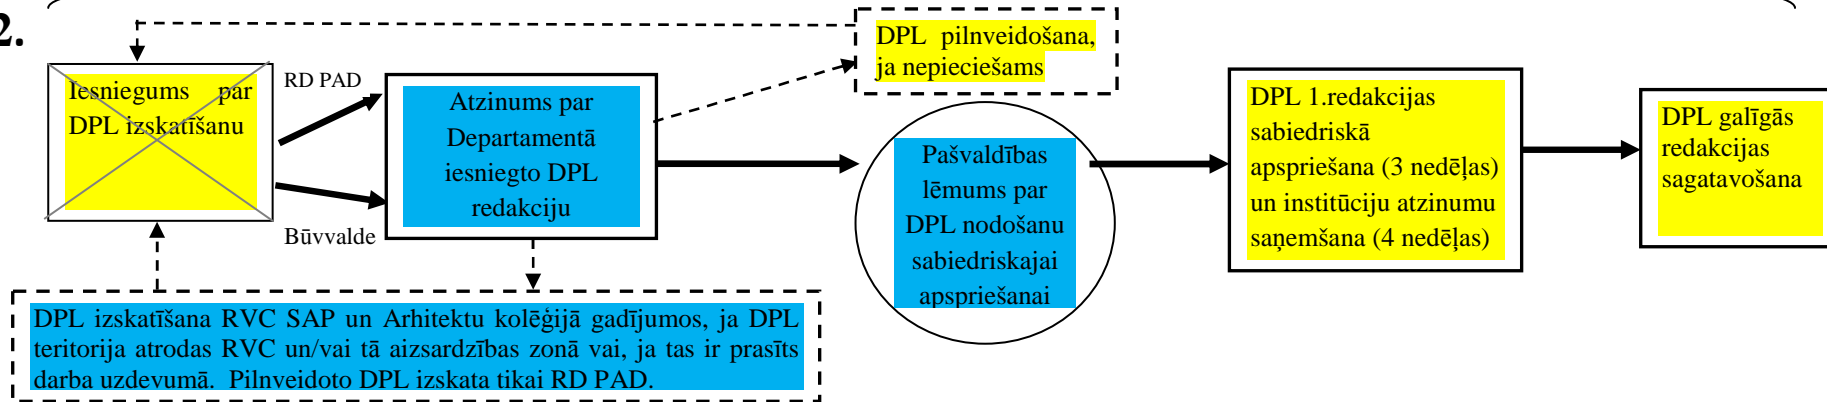 2.
Iesniegums par
DPL izskatīšanu
RD PAD
Būvvalde
Atzinums par
Departamentā
iesniegto DPL
redakciju
DPL pilnveidošana,
ja nepieciešams
Pašvaldības
lēmums par
DPL nodošanu
sabiedriskajai
apspriešanai
DPL 1.redakcijas
sabiedriskā
apspriešana (3 nedēļas)
un institūciju atzinumu
saņemšana (4 nedēļas)
DPL galīgās
redakcijas
sagatavošana
DPL izskatīšana RVC SAP un Arhitektu kolēģijā gadījumos, ja DPL
teritorija atrodas RVC un/vai tā aizsardzības zonā vai, ja tas ir prasīts
darba uzdevumā. Pilnveidoto DPL izskata tikai RD PAD.